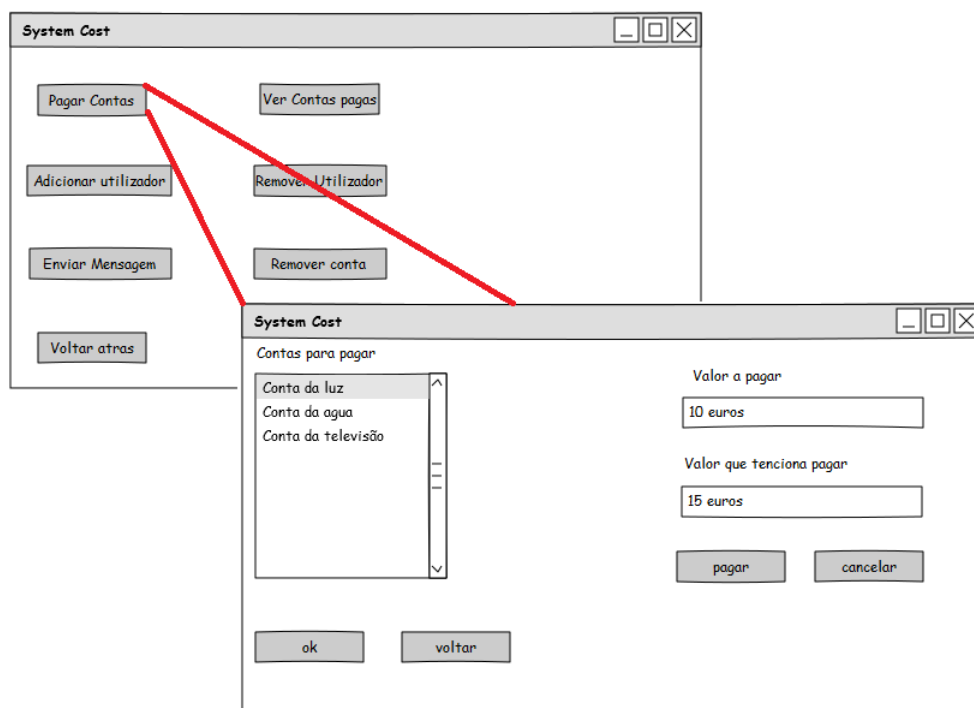 System Cost
Pagar Contas
Ver Contas pagas
Adicionar utilizador
Remover Utilizador
Enviar Mensagem
Remover conta
Voltar atras
System Cost
Contas para pagar
Conta da luz
Conta da agua
Conta da televisão
Valor a pagar
10 euros
Valor que tenciona pagar
15 euros
pagar
cancelar
ok
voltar